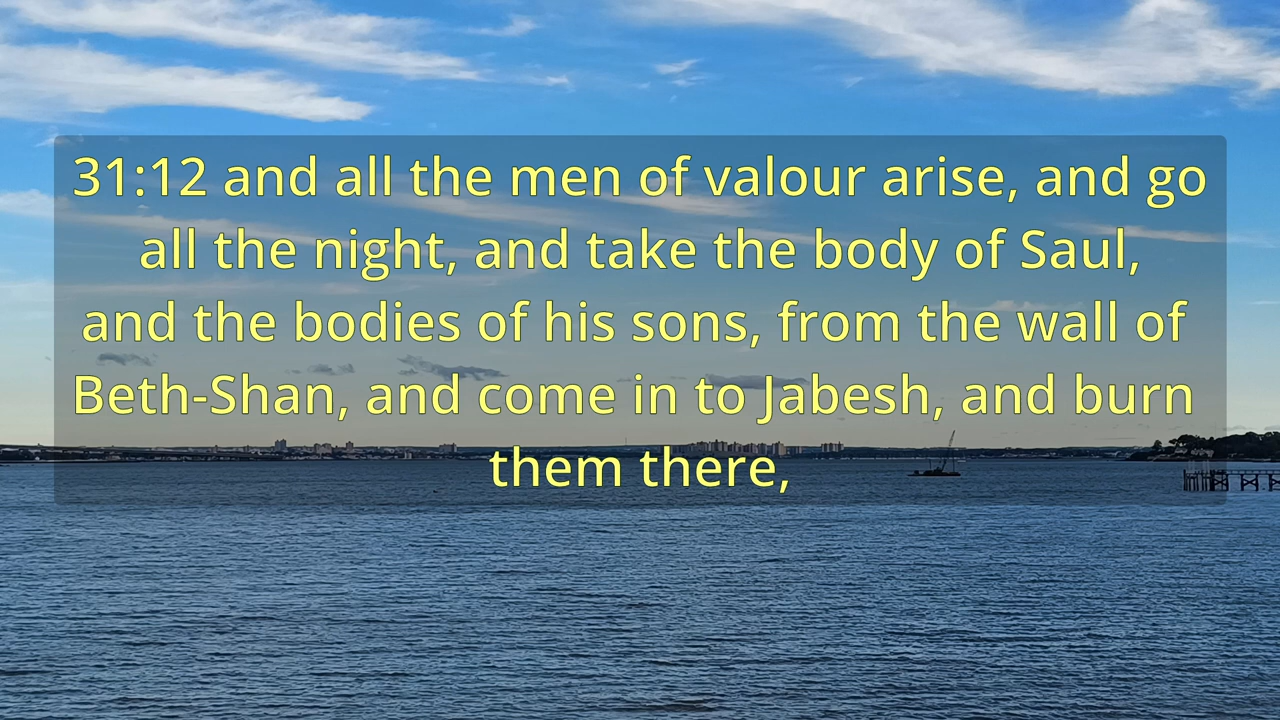 31:12 and all the men of valour arise, and go
all the night, and take the body of Saul,
and the bodies of his sons, from the wall of
Beth-Shan, and come in to Jabesh, and burn
them there,